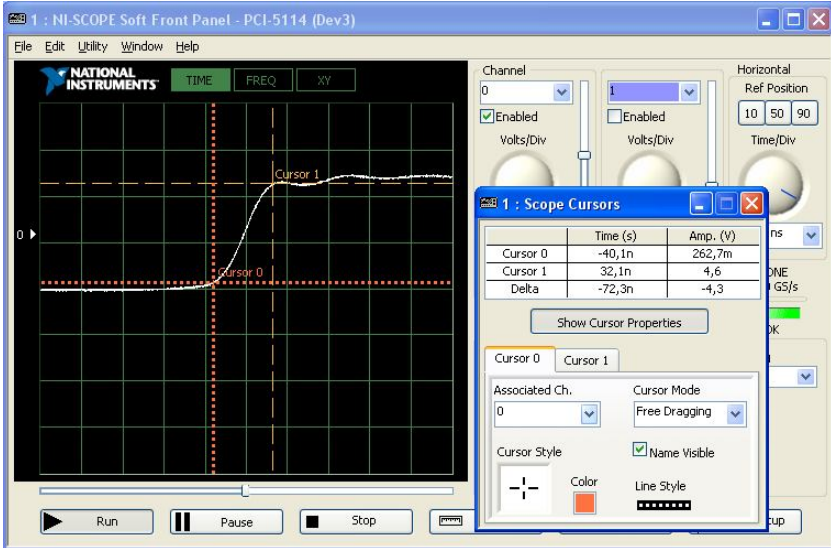 1 : NI-SCOPE Soft Front Panel - PCI-5114 (Dev3)
File Edit Utility Window Help
NATIONAL
INSTRUMENTS
TIME FREQ XY
Channel
0
Enabled
Volts/Div
1
Enabled
Volts/Div
Horizontal
Ref Position
10 50 90
Time/Div
ns
Cursor 1
0
Cursor 0
1 : Scope Cursors
Time (s) Amp. (V)
Cursor 0 -40,1n 262,7m
Cursor 1 32,1n 4,6
Delta -72,3n -4,3
Show Cursor Properties
Cursor 0 Cursor 1
Associated Ch.
0
Cursor Mode
Free Dragging
Cursor Style
Name Visible
Color
Line Style
GS/s
Run Pause Stop